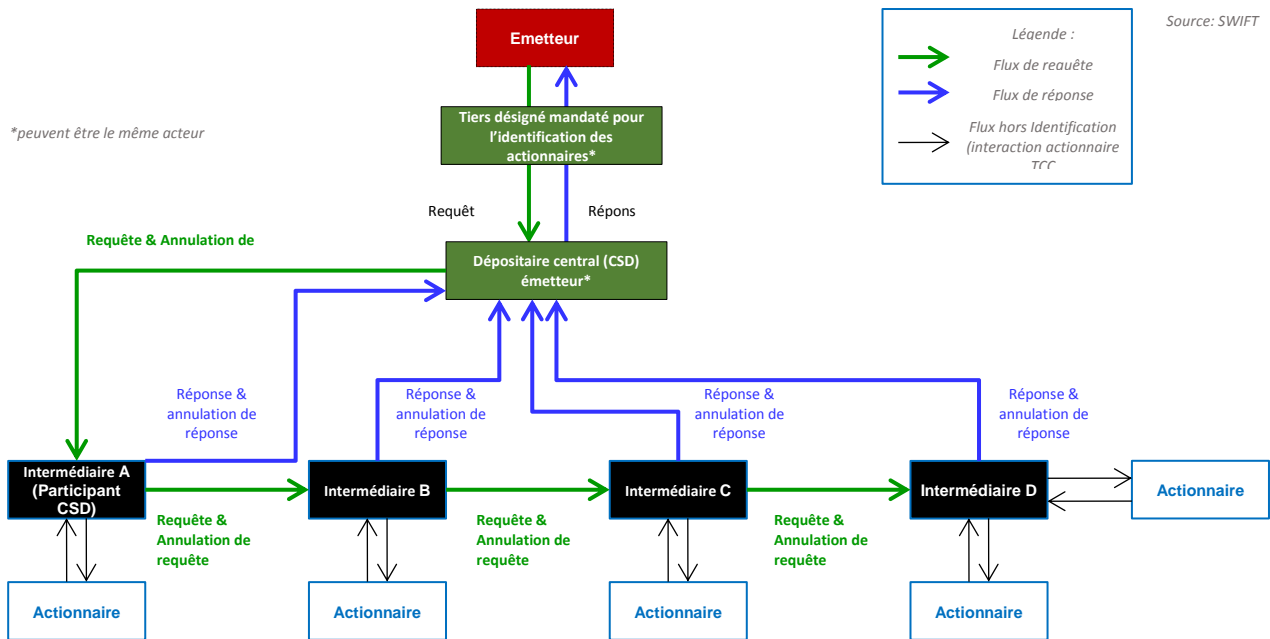 Emetteur
Source: SWIFT
Légende :
Flux de requête
Flux de réponse
Flux hors Identification
(interaction actionnaire
TCC
*peuvent être le même acteur
Tiers désigné mandaté pour
l'identification des
actionnaires*
Requêt
Répons
Requête & Annulation de
Dépositaire central (CSD)
émetteur*
Réponse &
annulation de
réponse
Réponse &
annulation de
réponse
Réponse &
annulation de
réponse
Réponse &
annulation de
réponse
Intermédiaire A
(Participant
CSD)
Intermédiaire B
Intermédiaire C
Intermédiaire D
Actionnaire
Requête &
Annulation de
requête
Requête &
Annulation de
requête
Requête &
Annulation de
requête
Actionnaire
Actionnaire
Actionnaire
Actionnaire